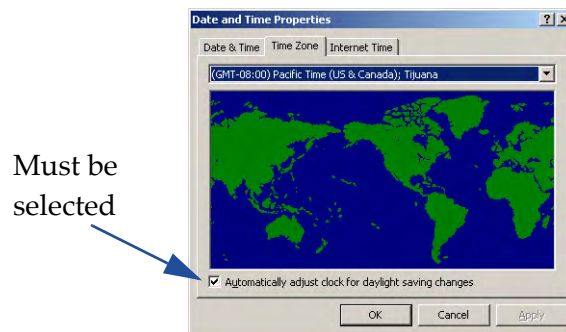 Date and Time Properties
Date & Time Time Zone Internet Time
(GMT-08:00) Pacific Time (US & Canada); Tijuana
Must be
selected
Automatically adjust clock for daylight saving changes
OK Cancel Apply